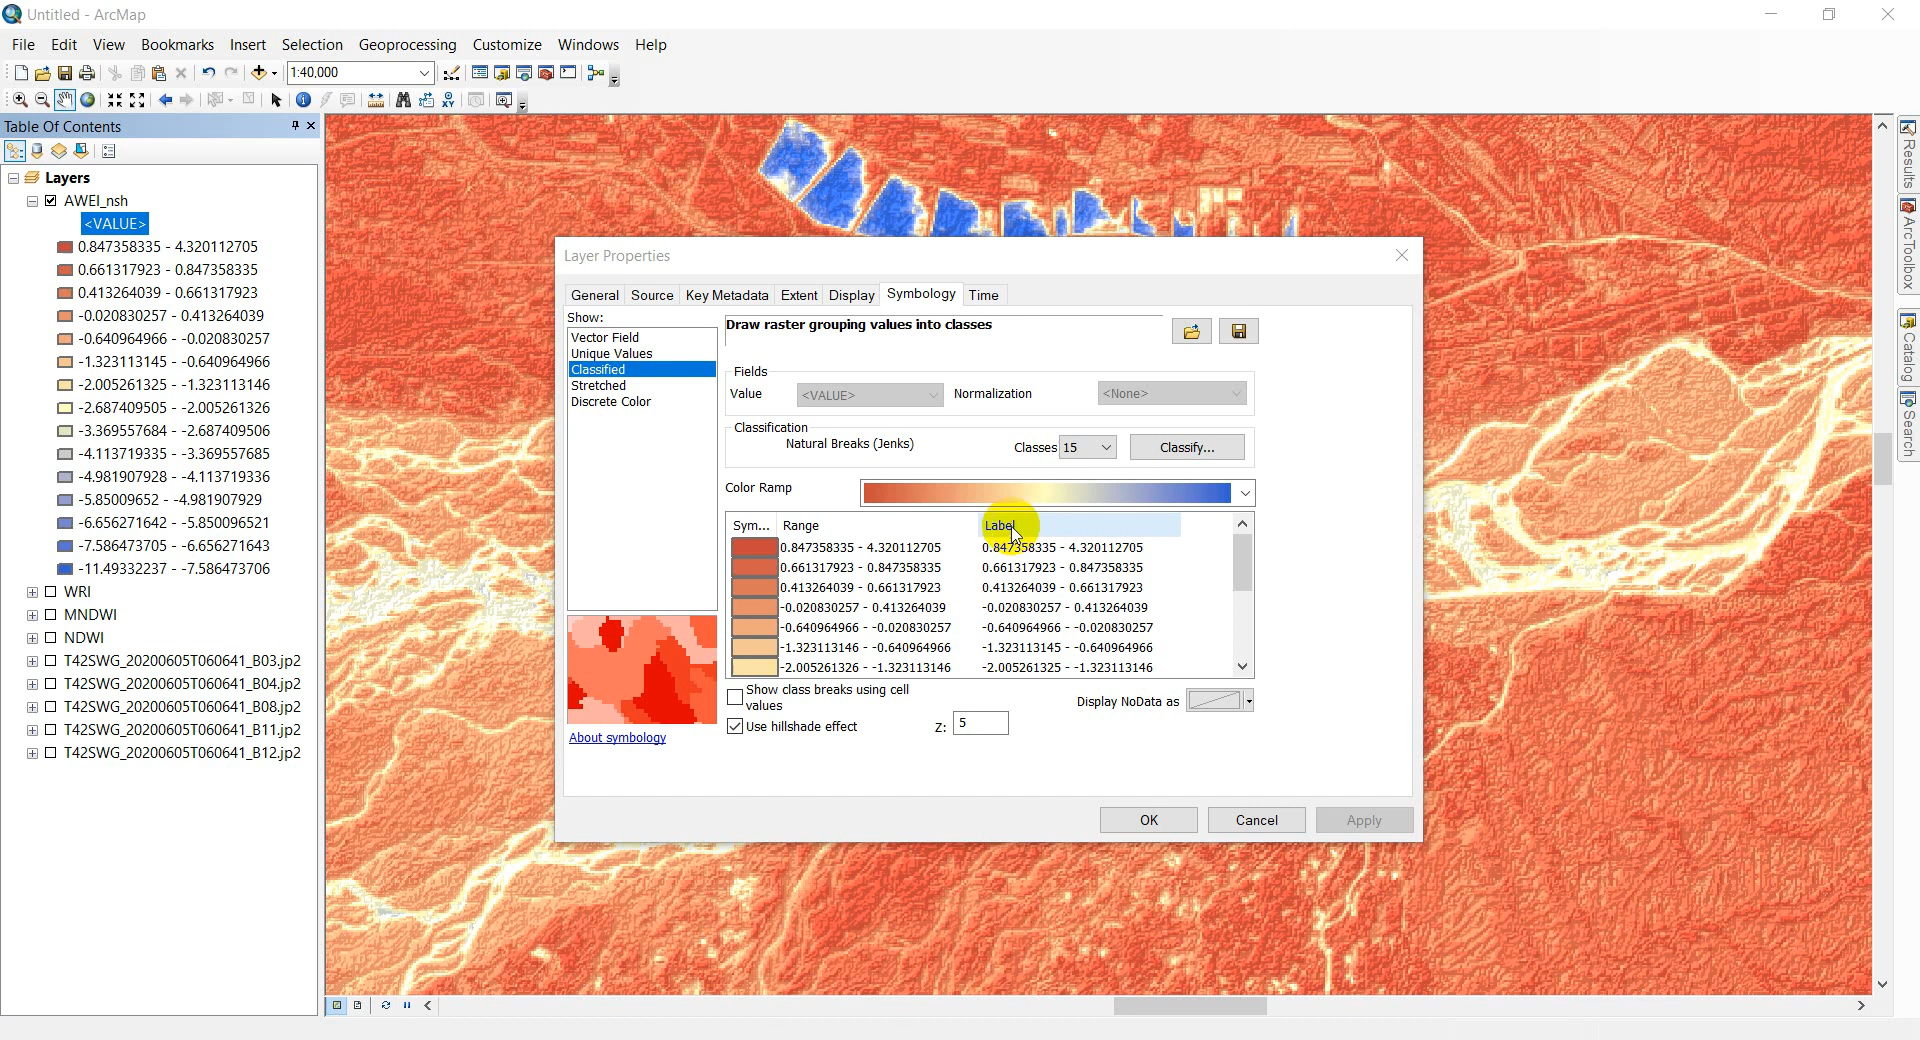 Untitled - ArcMap
File Edit View Bookmarks Insert Selection Geoprocessing Customize Windows Help
1:40,000
Table Of Contents
Layers
AWEI_nsh
<VALUE>
0.847358335 - 4.320112705
0.661317923 - 0.847358335
0.413264039 - 0.661317923
-0.020830257 - 0.413264039
-0.640964966 - -0.020830257
-1.323113145 - -0.640964966
-2.005261325 - -1.323113146
-2.687409505 - -2.005261326
-3.369557684 - -2.687409506
-4.113719335 - -3.369557685
-4.981907928 - -4.113719336
-5.85009652 - -4.981907929
-6.656271642 - -5.850096521
-7.586473705 - -6.656271643
-11.49332237 - -7.586473706
WRI
MNDWI
NDWI
T42SWG_20200605T060641_B03.jp2
T42SWG_20200605T060641_B04.jp2
T42SWG_20200605T060641_B08.jp2
T42SWG_20200605T060641_B11.jp2
T42SWG_20200605T060641_B12.jp2
Layer Properties
General Source Key Metadata Extent Display Symbology Time
Show:
Vector Field
Unique Values
Classified
Stretched
Discrete Color
About symbology
Draw raster grouping values into classes
Fields
Value <VALUE> Normalization <None>
Classification
Natural Breaks (Jenks) Classes 15 Classify...
Color Ramp
Sym... Range Label
0.847358335 - 4.320112705 0.847358335 - 4.320112705
0.661317923 - 0.847358335 0.661317923 - 0.847358335
0.413264039 - 0.661317923 0.413264039 - 0.661317923
-0.020830257 - 0.413264039 -0.020830257 - 0.413264039
-0.640964966 - -0.020830257 -0.640964966 - -0.020830257
-1.323113146 - -0.640964966 -1.323113145 - -0.640964966
-2.005261326 - -1.323113146 -2.005261325 - -1.323113146
Show class breaks using cell values Display NoData as
Use hillshade effect Z: 5
OK Cancel Apply
Results
ArcToolbox
Catalog
Search